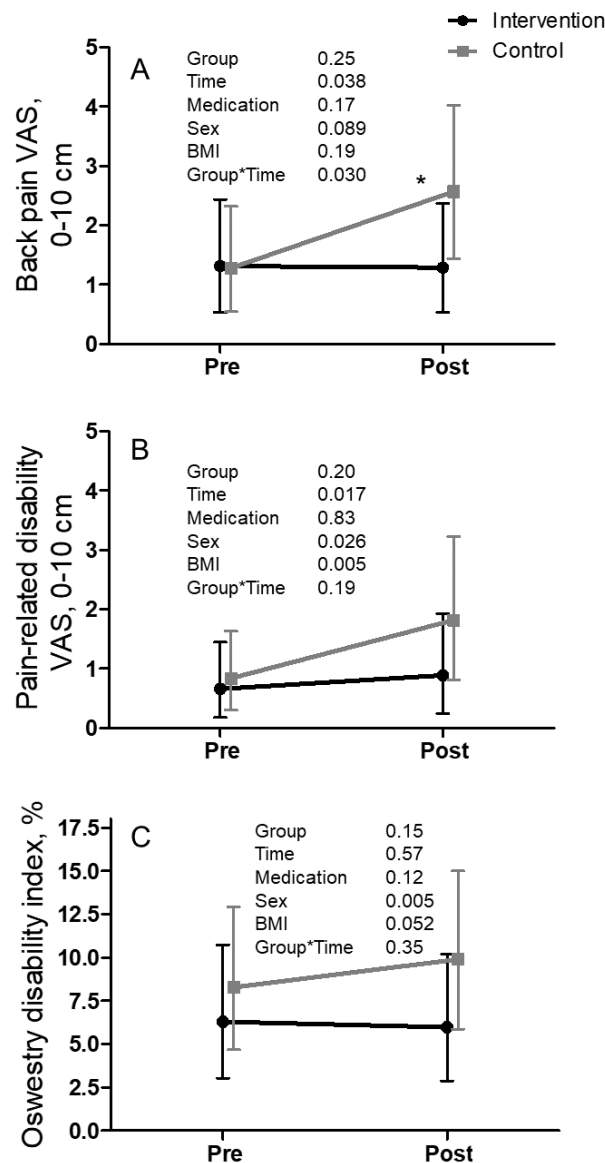 Intervention
Control
A
Group 0.25
Time 0.038
Medication 0.17
Sex 0.089
BMI 0.19
Group*Time 0.030
*
Back pain VAS,
0-10 cm
5
4
3
2
1
0
Pre Post
B
Group 0.20
Time 0.017
Medication 0.83
Sex 0.026
BMI 0.005
Group*Time 0.19
Pain-related disability
VAS, 0-10 cm
5
4
3
2
1
0
Pre Post
C
Group 0.15
Time 0.57
Medication 0.12
Sex 0.005
BMI 0.052
Group*Time 0.35
Oswestry disability index, %
17.5
15.0
12.5
10.0
7.5
5.0
2.5
0.0
Pre Post